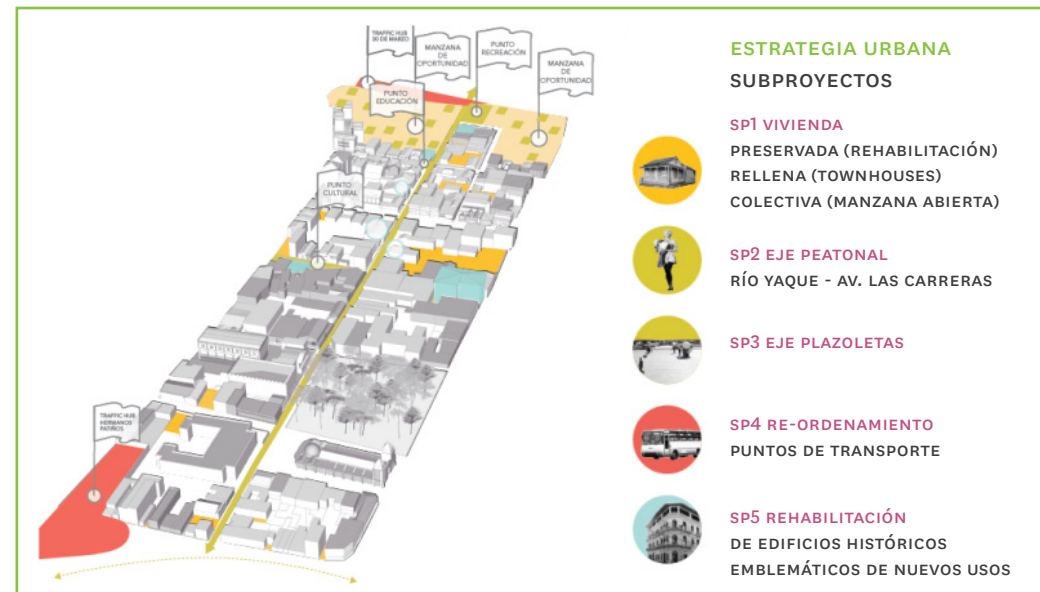 TRAFFIC HUB
30 DE MARZO
MANZANA
DE
OPORTUNIDAD
PUNTO
RECREACIÓN
MANZANA
DE
OPORTUNIDAD
PUNTO
EDUCACIÓN
PUNTO
CULTURAL
TRAFFIC HUB
HERMANOS
PATIÑOS
ESTRATEGIA URBANA
SUBPROYECTOS
SP1 VIVIENDA
PRESERVADA (REHABILITACIÓN)
RELLENA (TOWNHOUSES)
COLECTIVA (MANZANA ABIERTA)
SP2 EJE PEATONAL
RÍO YAQUE - AV. LAS CARRERAS
SP3 EJE PLAZOLETAS
SP4 RE-ORDENAMIENTO
PUNTOS DE TRANSPORTE
SP5 REHABILITACIÓN
DE EDIFICIOS HISTÓRICOS
EMBLEMÁTICOS DE NUEVOS USOS